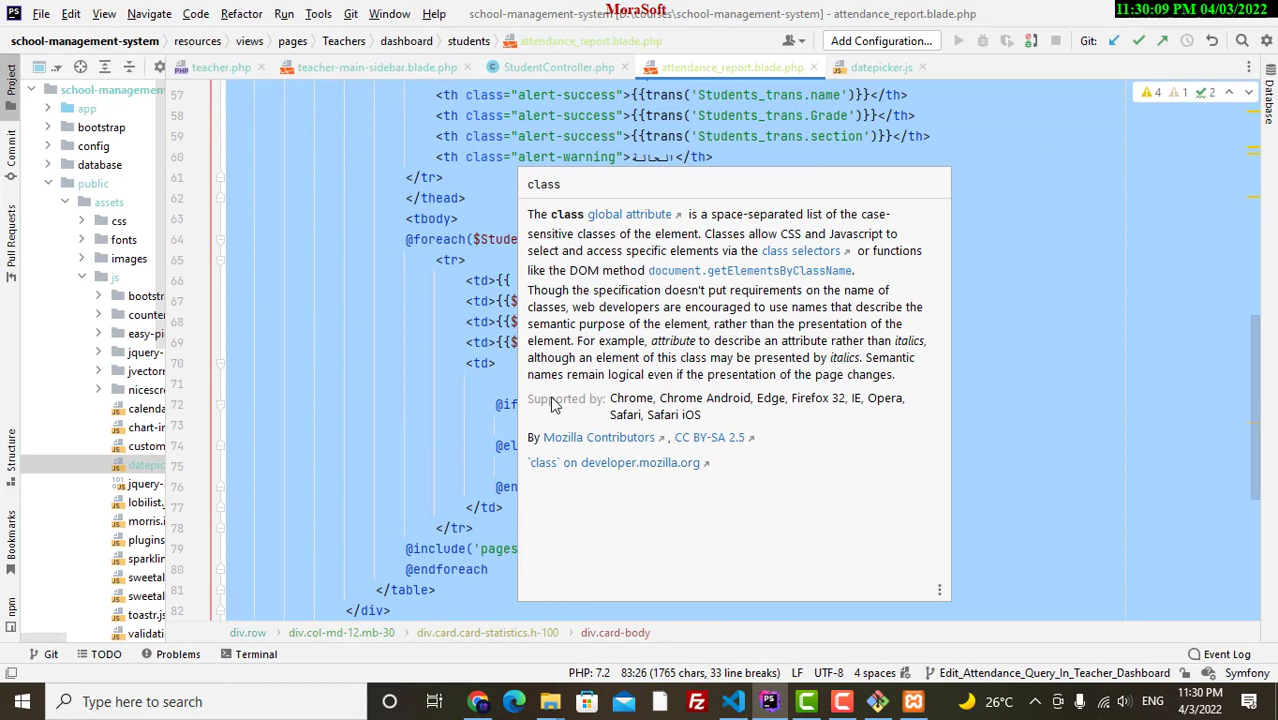 File Edit View Navigate Code Refactor Run Tools Git Window Help school-management-system [D:\courses\school-management-system] - attendance_report.blade.php
MoraSoft
11:30:09 PM 04/03/2022
school-management-system resources views pages Teachers dashboard students attendance_report.blade.php Add Configuration... Git:
teacher.php teacher-main-sidebar.blade.php StudentController.php attendance_report.blade.php datepicker.js
Project
Commit
Pull Requests
Structure
Bookmarks
npm
Database
school-management
app
bootstrap
config
database
public
assets
css
fonts
images
js
bootst
counte
easy-pi
jquery-
jvectorn
nicescro
calenda
chart-in
custom
datepic
jquery-
lobilist.
morris.i
plugins
sparklin
sweetal
sweetal
toastr.j
validati
4 1 2
57 <th class="alert-success">{{trans('Students_trans.name')}}</th>
58 <th class="alert-success">{{trans('Students_trans.Grade')}}</th>
59 <th class="alert-success">{{trans('Students_trans.section')}}</th>
60 <th class="alert-warning">الحالة</th>
61 </tr>
62 </thead>
63 <tbody>
64 @foreach($Stude
65 <tr>
66 <td>{{
67 <td>{{$
68 <td>{{$
69 <td>{{$
70 <td>
71
72 @if
73
74 @el
75
76 @en
77 </td>
78 </tr>
79 @include('pages
80 @endforeach
81 </table>
82 </div>
class
The class global attribute is a space-separated list of the case-
sensitive classes of the element. Classes allow CSS and Javascript to
select and access specific elements via the class selectors or functions
like the DOM method document.getElementsByClassName.
Though the specification doesn't put requirements on the name of
classes, web developers are encouraged to use names that describe the
semantic purpose of the element, rather than the presentation of the
element. For example, attribute to describe an attribute rather than italics,
although an element of this class may be presented by italics. Semantic
names remain logical even if the presentation of the page changes.
Supported by: Chrome, Chrome Android, Edge, Firefox 32, IE, Opera,
Safari, Safari iOS
By Mozilla Contributors , CC BY-SA 2.5
`class` on developer.mozilla.org
div.row div.col-md-12.mb-30 div.card.card-statistics.h-100 div.card-body
Git TODO Problems Terminal Event Log
PHP: 7.2 83:26 (1765 chars, 33 line breaks) LF UTF-8 4 spaces Edit_Attendance_Query_In_Teacher_Dashboard Symfony
Type here to search
26°C ENG 11:30 PM
4/3/2022